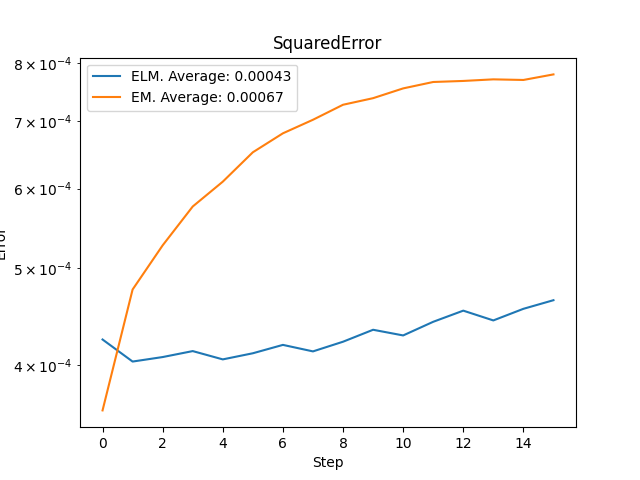 SquaredError
8 × 10⁻⁴
7 × 10⁻⁴
6 × 10⁻⁴
5 × 10⁻⁴
4 × 10⁻⁴
Error
ELM. Average: 0.00043
EM. Average: 0.00067
0 2 4 6 8 10 12 14
Step